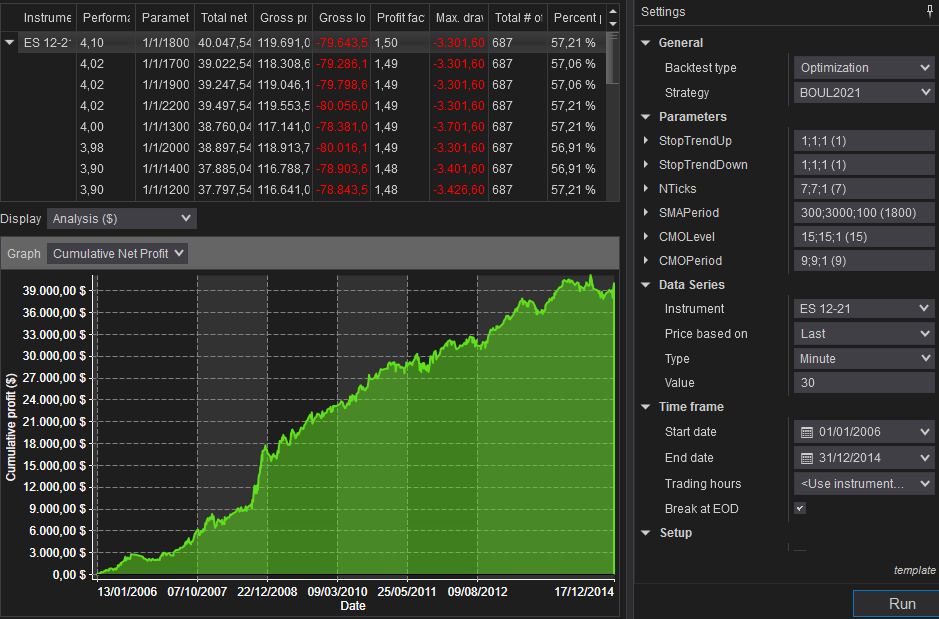 Instrume Performa Paramet Total net Gross pr Gross lo Profit fac Max. drav Total # of Percent p
ES 12-2 4,10 1/1/1800 40.047,54 119.691,0 -79.643,5 1,50 -3.301,60 687 57,21 %
4,02 1/1/1700 39.022,54 118.308,6 -79.286,1 1,49 -3.301,60 687 57,06 %
4,02 1/1/1900 39.247,54 119.046,1 -79.798,6 1,49 -3.301,60 687 57,06 %
4,02 1/1/2200 39.497,54 119.553,5 -80.056,0 1,49 -3.301,60 687 57,21 %
4,00 1/1/1300 38.760,04 117.141,0 -78.381,0 1,49 -3.701,60 687 57,21 %
3,98 1/1/2000 38.897,54 118.913,7 -80.016,1 1,49 -3.301,60 687 56,91 %
3,90 1/1/1400 37.885,04 116.788,7 -78.903,6 1,48 -3.401,60 687 56,91 %
3,90 1/1/1200 37.797,54 116.641,0 -78.843,5 1,48 -3.426,60 687 57,21 %
Display Analysis ($)
Graph Cumulative Net Profit
Cumulative profit ($)
39.000,00 $
36.000,00 $
33.000,00 $
30.000,00 $
27.000,00 $
24.000,00 $
21.000,00 $
18.000,00 $
15.000,00 $
12.000,00 $
9.000,00 $
6.000,00 $
3.000,00 $
0,00 $
13/01/2006 07/10/2007 22/12/2008 09/03/2010 25/05/2011 09/08/2012 17/12/2014
Date
Settings
General
Backtest type Optimization
Strategy BOUL2021
Parameters
StopTrendUp 1;1;1 (1)
StopTrendDown 1;1;1 (1)
NTicks 7;7;1 (7)
SMAPeriod 300;3000;100 (1800)
CMOLevel 15;15;1 (15)
CMOPeriod 9;9;1 (9)
Data Series
Instrument ES 12-21
Price based on Last
Type Minute
Value 30
Time frame
Start date 01/01/2006
End date 31/12/2014
Trading hours <Use instrument...
Break at EOD
Setup
template
Run